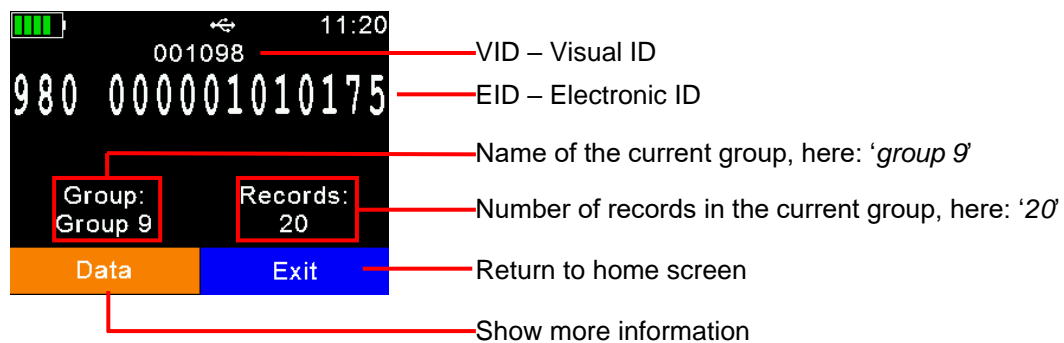 11:20
001098
VID – Visual ID
980 000001010175
EID – Electronic ID
Name of the current group, here: ‘group 9’
Group:
Group 9
Records:
20
Number of records in the current group, here: ‘20’
Data
Exit
Return to home screen
Show more information